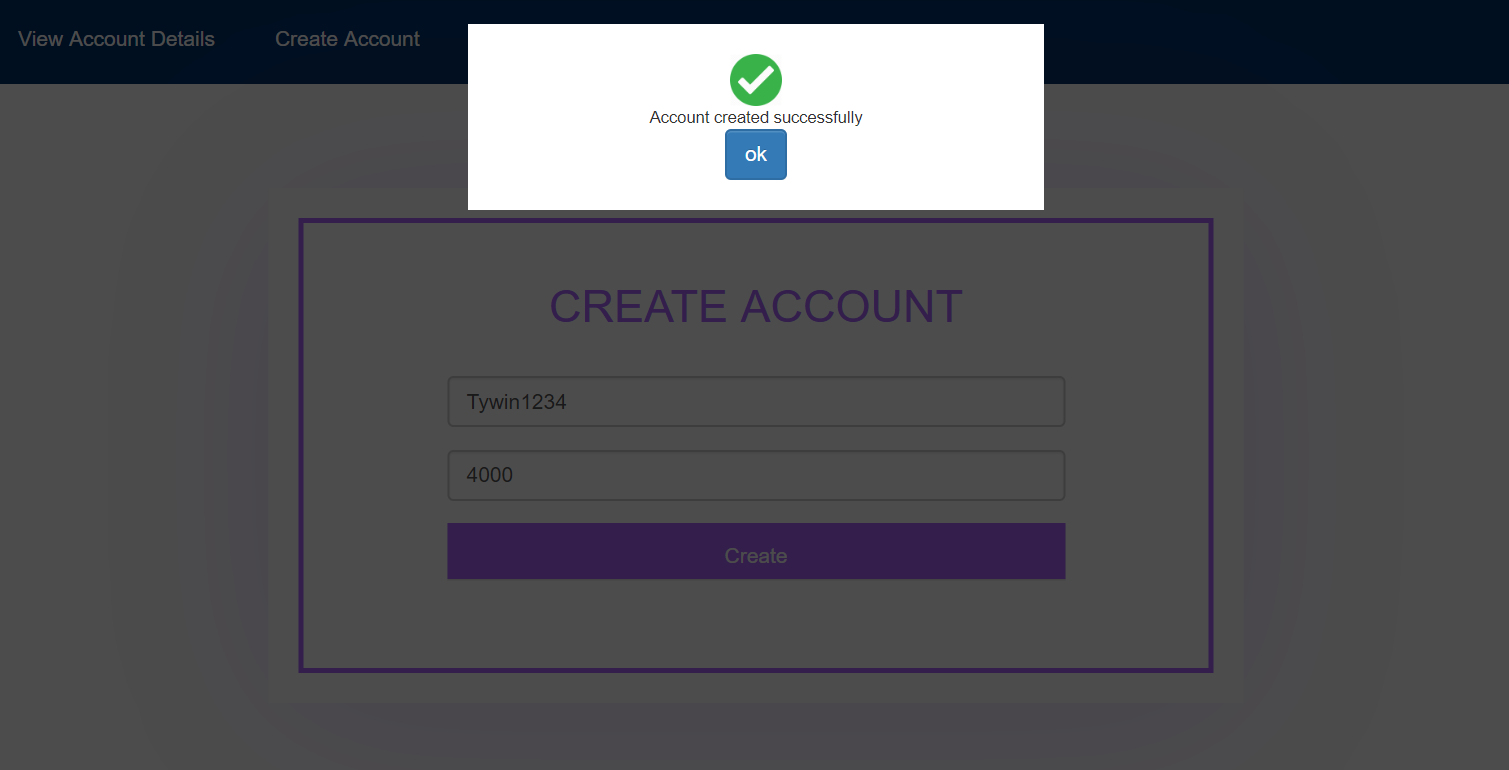 View Account Details Create Account
Account created successfully
ok
CREATE ACCOUNT
Tywin1234
4000
Create